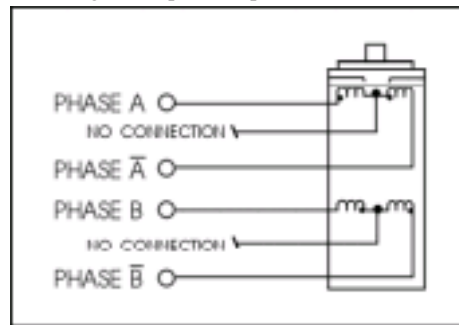 PHASE A
NO CONNECTION
PHASE A̅
PHASE B
NO CONNECTION
PHASE B̅